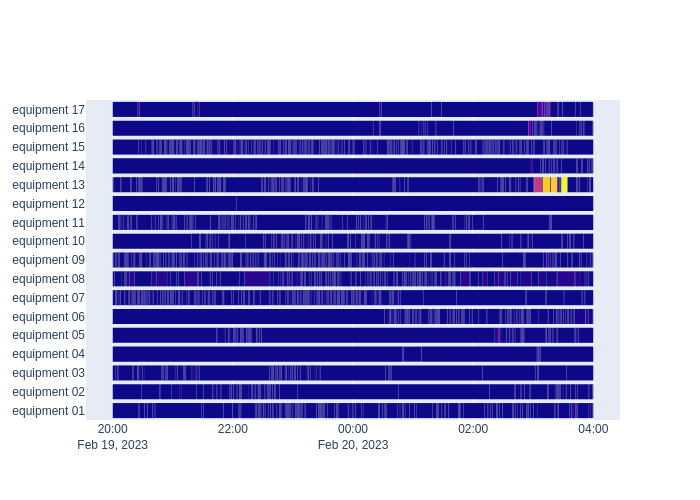 equipment 17
equipment 16
equipment 15
equipment 14
equipment 13
equipment 12
equipment 11
equipment 10
equipment 09
equipment 08
equipment 07
equipment 06
equipment 05
equipment 04
equipment 03
equipment 02
equipment 01
20:00 22:00 00:00 02:00 04:00
Feb 19, 2023 Feb 20, 2023